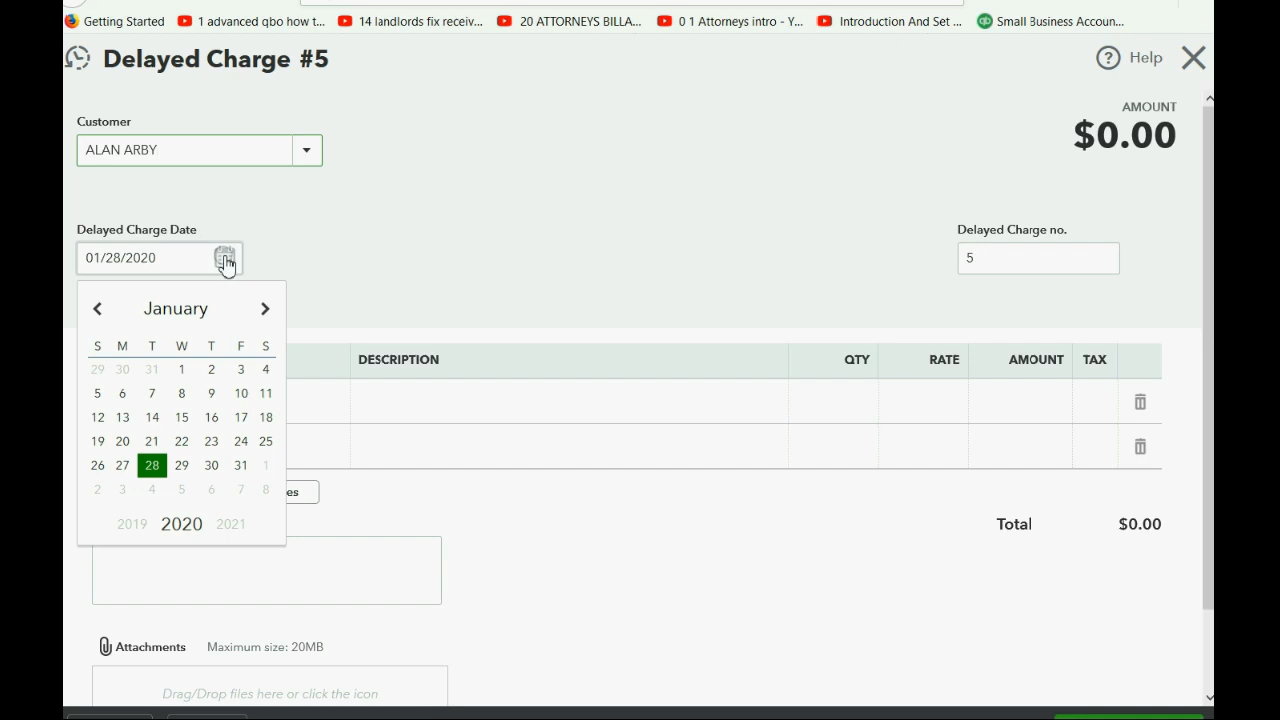 Getting Started 1 advanced qbo how t... 14 landlords fix receiv... 20 ATTORNEYS BILLA... 0 1 Attorneys intro - Y... Introduction And Set ... Small Business Accoun...
Delayed Charge #5
? Help
AMOUNT
$0.00
Customer
ALAN ARBY
Delayed Charge Date
Delayed Charge no.
01/28/2020
5
January
S M T W T F S
29 30 31 1 2 3 4
5 6 7 8 9 10 11
12 13 14 15 16 17 18
19 20 21 22 23 24 25
26 27 28 29 30 31 1
2 3 4 5 6 7 8
2019 2020 2021
DESCRIPTION QTY RATE AMOUNT TAX
es
Total $0.00
Attachments Maximum size: 20MB
Drag/Drop files here or click the icon